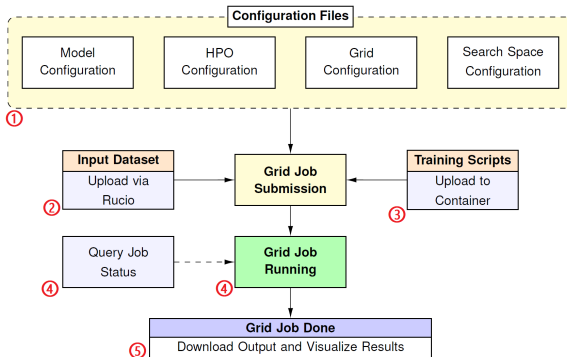 Configuration Files
Model
Configuration
HPO
Configuration
Grid
Configuration
Search Space
Configuration
①
Input Dataset
Upload via
Rucio
②
Grid Job
Submission
Training Scripts
Upload to
Container
③
Query Job
Status
④
Grid Job
Running
④
Grid Job Done
Download Output and Visualize Results
⑤